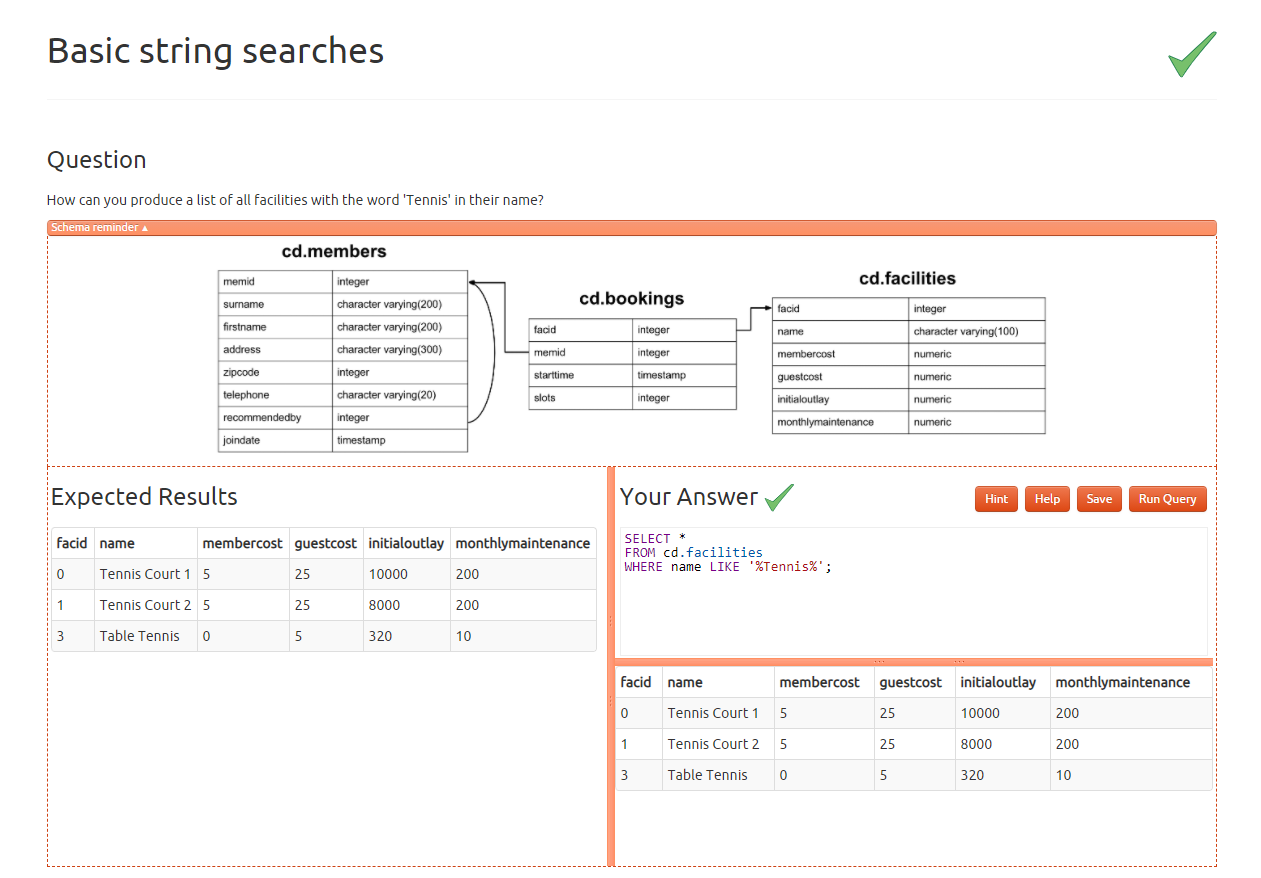 Basic string searches
Question
How can you produce a list of all facilities with the word 'Tennis' in their name?
Schema reminder ▴
cd.members
memid integer
surname character varying(200)
firstname character varying(200)
address character varying(300)
zipcode integer
telephone character varying(20)
recommendedby integer
joindate timestamp
cd.bookings
facid integer
memid integer
starttime timestamp
slots integer
cd.facilities
facid integer
name character varying(100)
membercost numeric
guestcost numeric
initialoutlay numeric
monthlymaintenance numeric
Expected Results
facid name membercost guestcost initialoutlay monthlymaintenance
0 Tennis Court 1 5 25 10000 200
1 Tennis Court 2 5 25 8000 200
3 Table Tennis 0 5 320 10
Your Answer
Hint Help Save Run Query
SELECT *
FROM cd.facilities
WHERE name LIKE '%Tennis%';
facid name membercost guestcost initialoutlay monthlymaintenance
0 Tennis Court 1 5 25 10000 200
1 Tennis Court 2 5 25 8000 200
3 Table Tennis 0 5 320 10